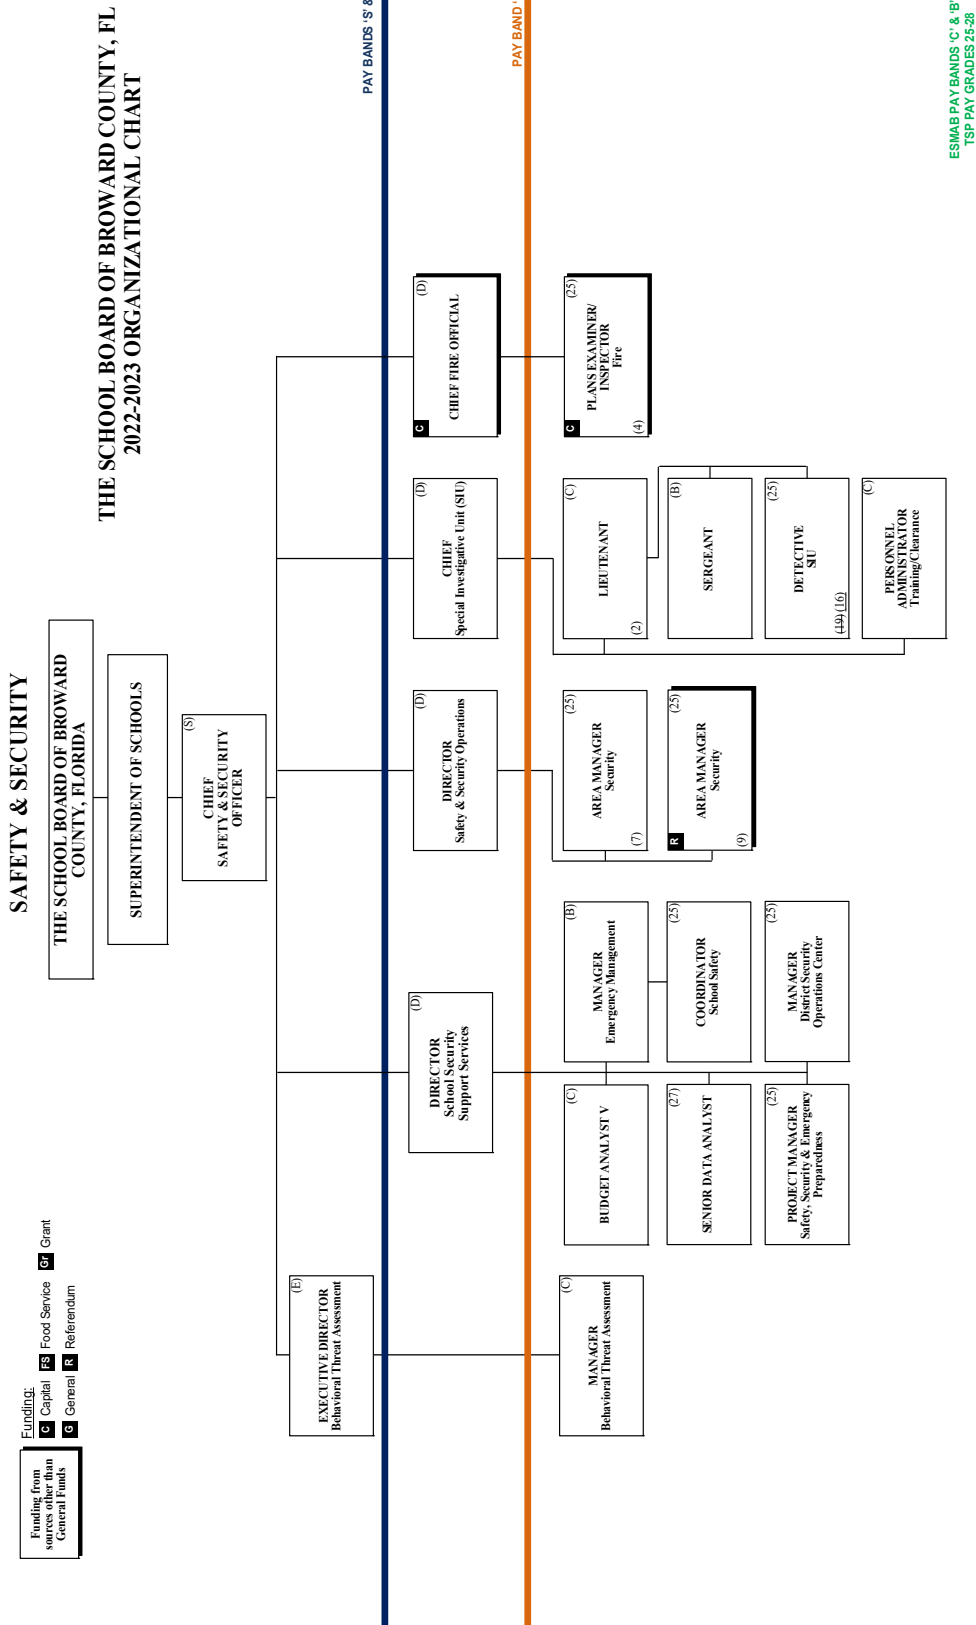 SAFETY & SECURITY
THE SCHOOL BOARD OF BROWARD COUNTY, FL
2022-2023 ORGANIZATIONAL CHART
Funding from
sources other than
General Funds
Funding:
C Capital FS Food Service Gr Grant
G General R Referendum
THE SCHOOL BOARD OF BROWARD
COUNTY, FLORIDA
SUPERINTENDENT OF SCHOOLS
(S)
CHIEF
SAFETY & SECURITY
OFFICER
(E)
EXECUTIVE DIRECTOR
Behavioral Threat Assessment
PAY BANDS ‘S’ &
(D)
DIRECTOR
School Security
Support Services
(D)
DIRECTOR
Safety & Security Operations
(D)
CHIEF
Special Investigative Unit (SIU)
(D)
C
CHIEF FIRE OFFICIAL
PAY BAND ‘
(C)
MANAGER
Behavioral Threat Assessment
(C)
BUDGET ANALYST V
(B)
MANAGER
Emergency Management
(27)
SENIOR DATA ANALYST
(25)
COORDINATOR
School Safety
(25)
PROJECT MANAGER
Safety, Security & Emergency
Preparedness
(25)
MANAGER
District Security
Operations Center
(25)
AREA MANAGER
Security
(7)
(25)
R
AREA MANAGER
Security
(9)
(C)
LIEUTENANT
(2)
(B)
SERGEANT
(25)
DETECTIVE
SIU
(19) (16)
(C)
PERSONNEL
ADMINISTRATOR
Training/Clearance
(25)
C
PLANS EXAMINER/
INSPECTOR
Fire
(4)
ESMAB PAY BANDS ‘C’ & ‘B’
TSP PAY GRADES 25-28